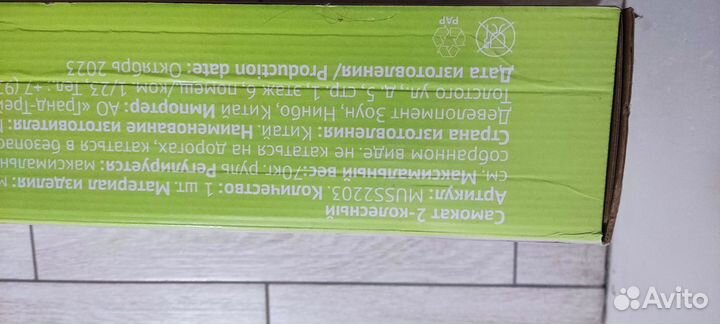 Самокат 2-колесный
Артикул: MUSS2203. Количество: 1 шт. Материал изделия: м
см. Максимальный вес: 70кг. руль. Регулируется: максимальн
собранном виде. не кататься на дорогах, кататься в безопас
Страна изготовления: Китай. Наименование изготовителя:
Девелопмент Зоун, Нинбо, Китай Импортер: АО «Гранд-Трей
Толстого ул., д. 5, стр. 1, этаж 6, помещ/ком. 1/23. Тел.: +7 (9
Дата изготовления/ Production date: Октябрь 2023
PAP
Avito